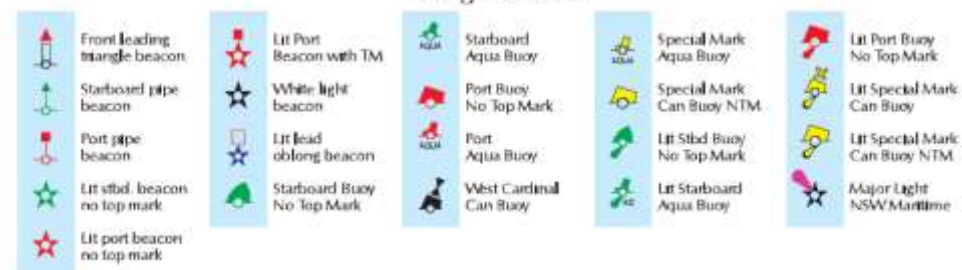 Front leading
triangle beacon
Starboard pipe
beacon
Port pipe
beacon
Lit stbd. beacon
no top mark
Lit port beacon
no top mark
Lit Port
Beacon with TM
White light
beacon
Lit lead
oblong beacon
Starboard Buoy
No Top Mark
AQUA
Starboard
Aqua Buoy
Port Buoy
No Top Mark
AQUA
Port
Aqua Buoy
West Cardinal
Can Buoy
AQUA
Special Mark
Aqua Buoy
Special Mark
Can Buoy NTM
Lit Stbd Buoy
No Top Mark
Lit Starboard
Aqua Buoy
Lit Port Buoy
No Top Mark
Lit Special Mark
Can Buoy
Lit Special Mark
Can Buoy NTM
Major Light
NSW Maritime